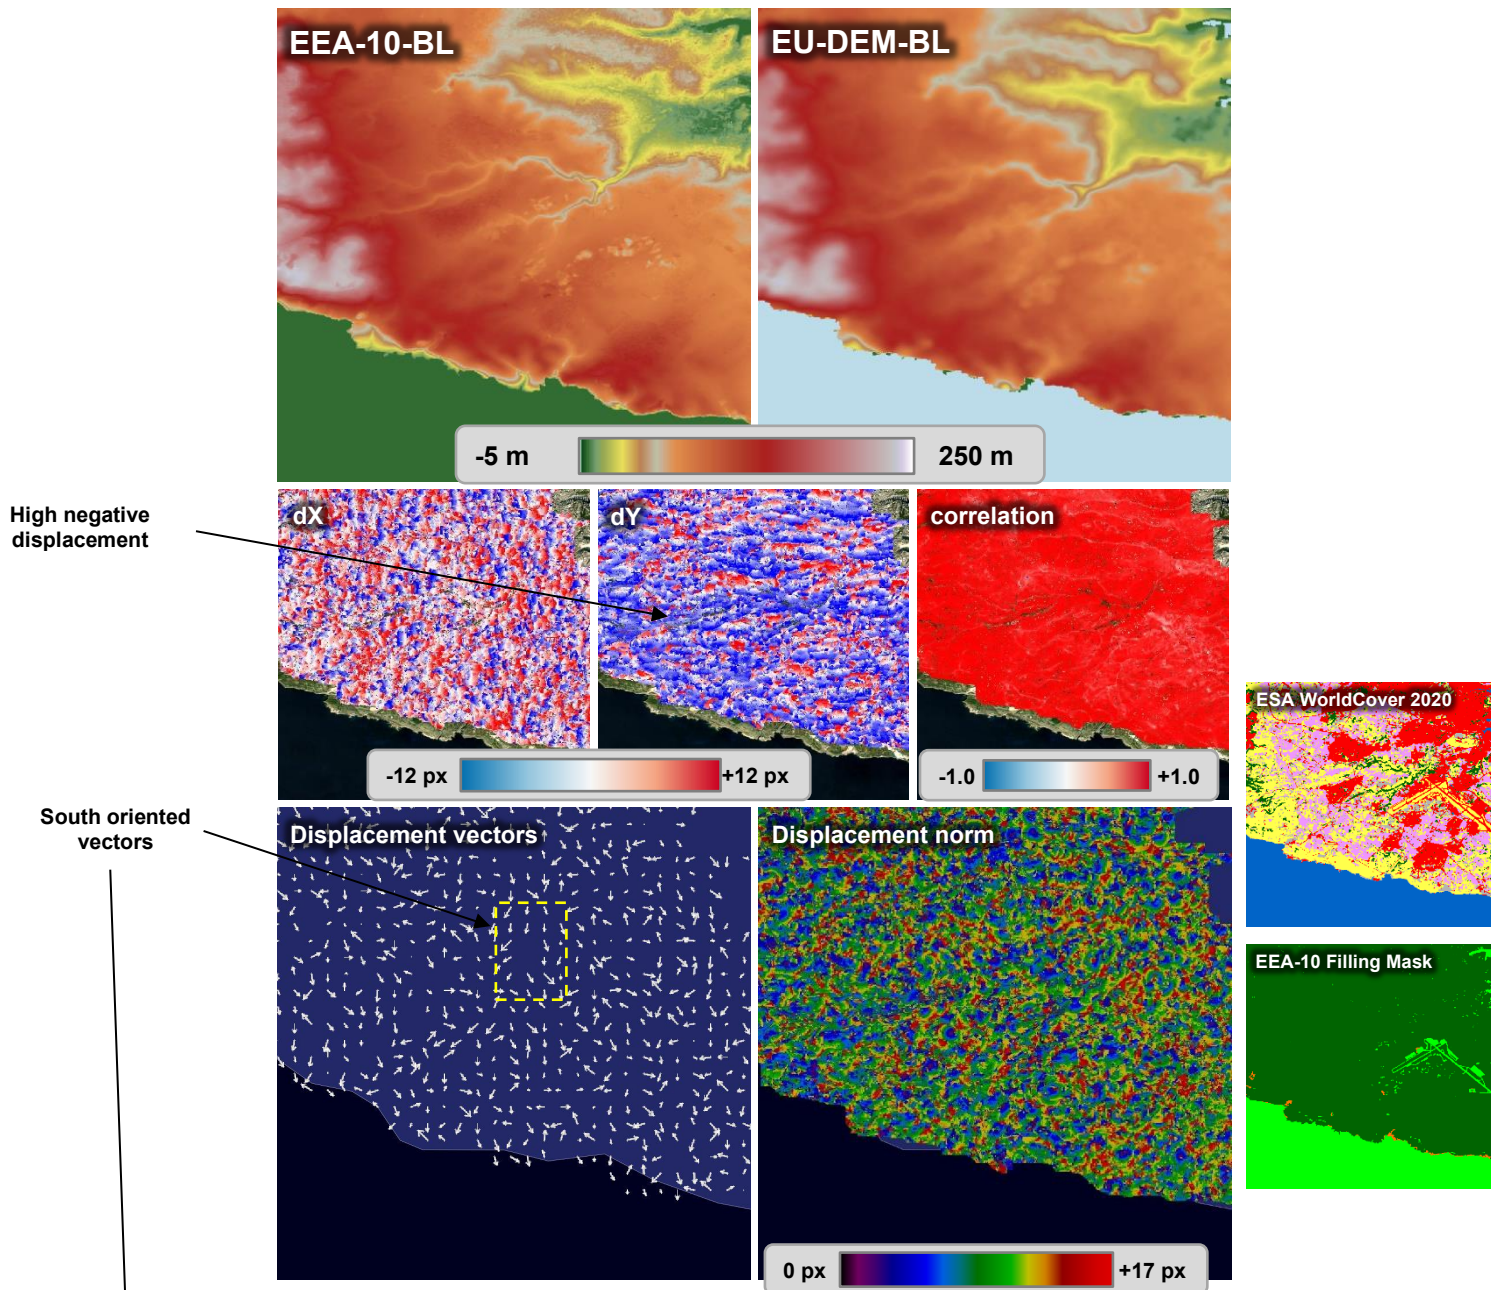 EEA-10-BL
EU-DEM-BL
-5 m
250 m
High negative
displacement
dX
dY
correlation
-12 px
+12 px
-1.0
+1.0
ESA WorldCover 2020
South oriented
vectors
Displacement vectors
Displacement norm
EEA-10 Filling Mask
0 px
+17 px